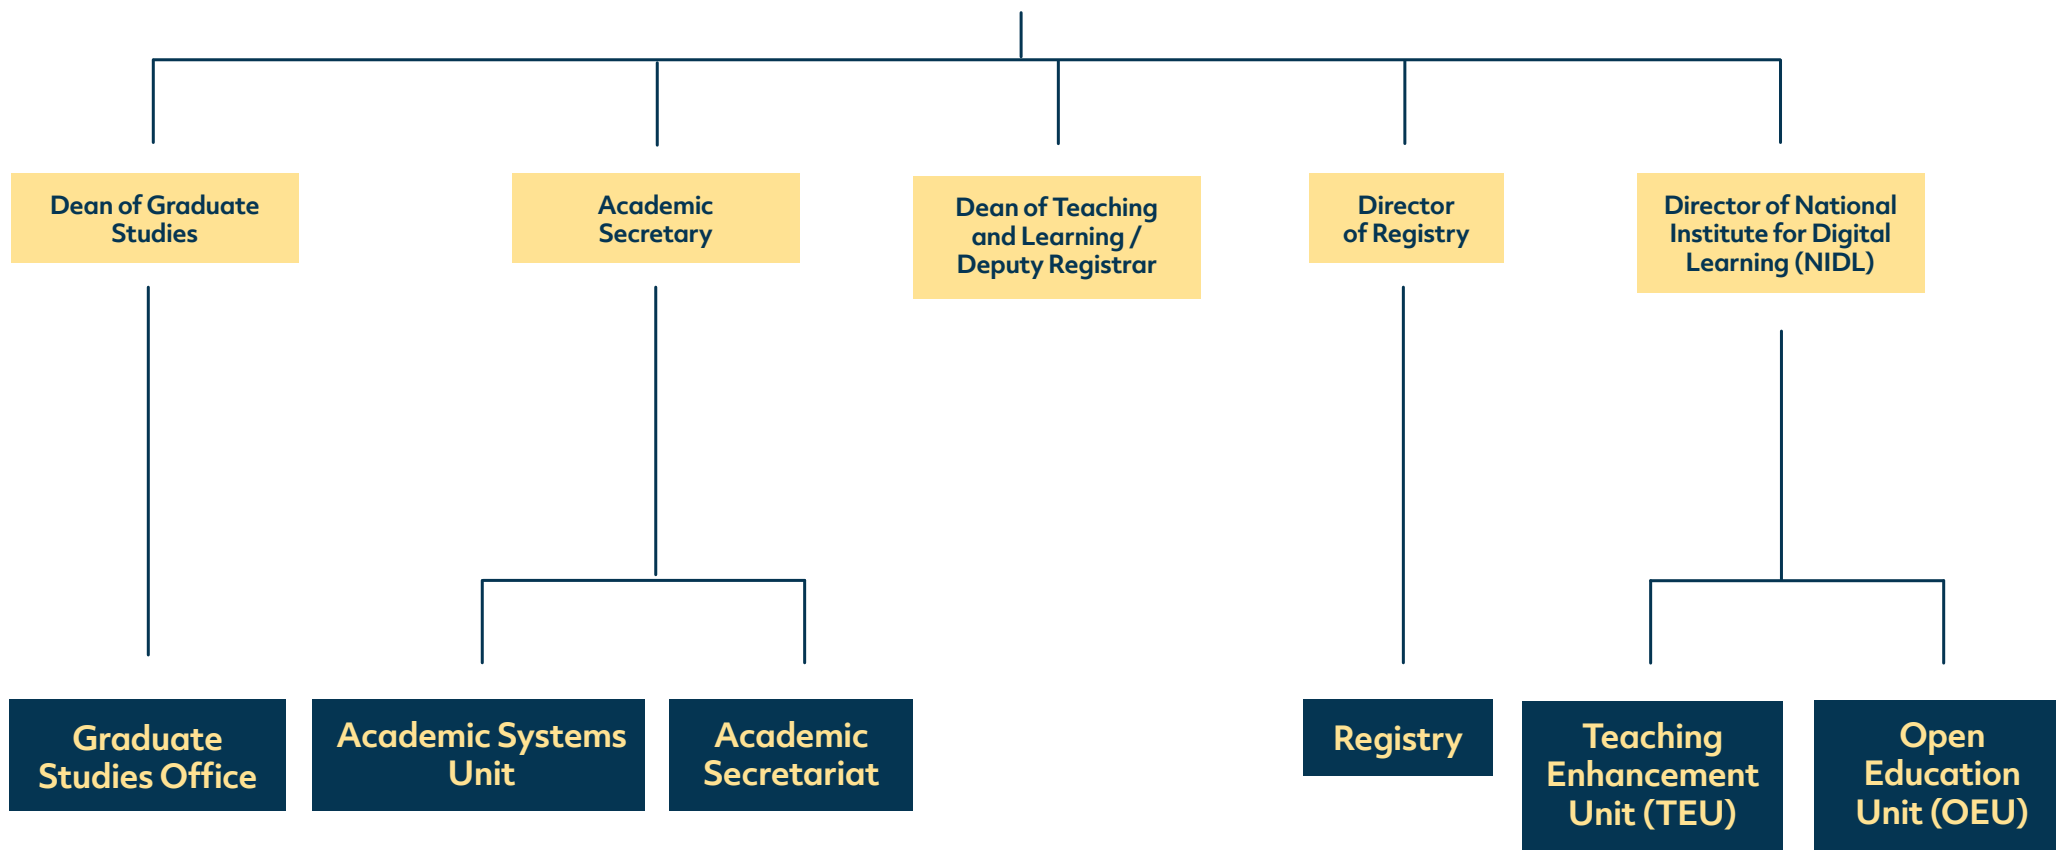 Dean of Graduate
Studies
Academic
Secretary
Dean of Teaching
and Learning /
Deputy Registrar
Director
of Registry
Director of National
Institute for Digital
Learning (NIDL)
Graduate
Studies Office
Academic Systems
Unit
Academic
Secretariat
Registry
Teaching
Enhancement
Unit (TEU)
Open
Education
Unit (OEU)